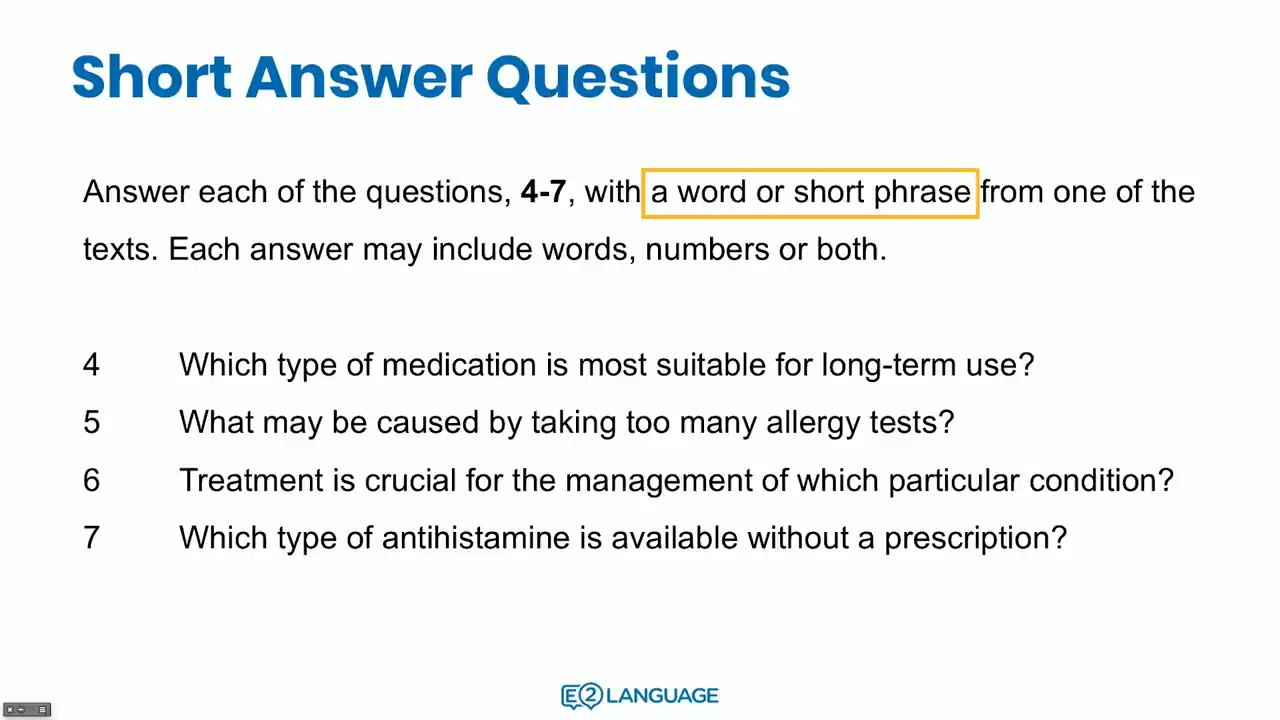 Short Answer Questions
Answer each of the questions, 4-7, with a word or short phrase from one of the
texts. Each answer may include words, numbers or both.
4 Which type of medication is most suitable for long-term use?
5 What may be caused by taking too many allergy tests?
6 Treatment is crucial for the management of which particular condition?
7 Which type of antihistamine is available without a prescription?
E2 LANGUAGE